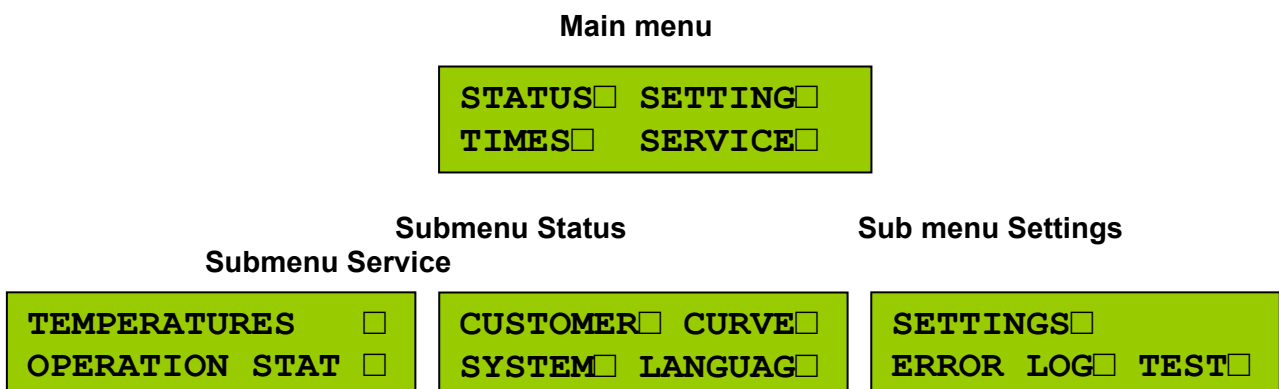 Main menu
STATUS□ SETTING□
TIMES□ SERVICE□
Submenu Status Sub menu Settings
Submenu Service
TEMPERATURES □
OPERATION STAT □
CUSTOMER□ CURVE□
SYSTEM□ LANGUAG□
SETTINGS□
ERROR LOG□ TEST□